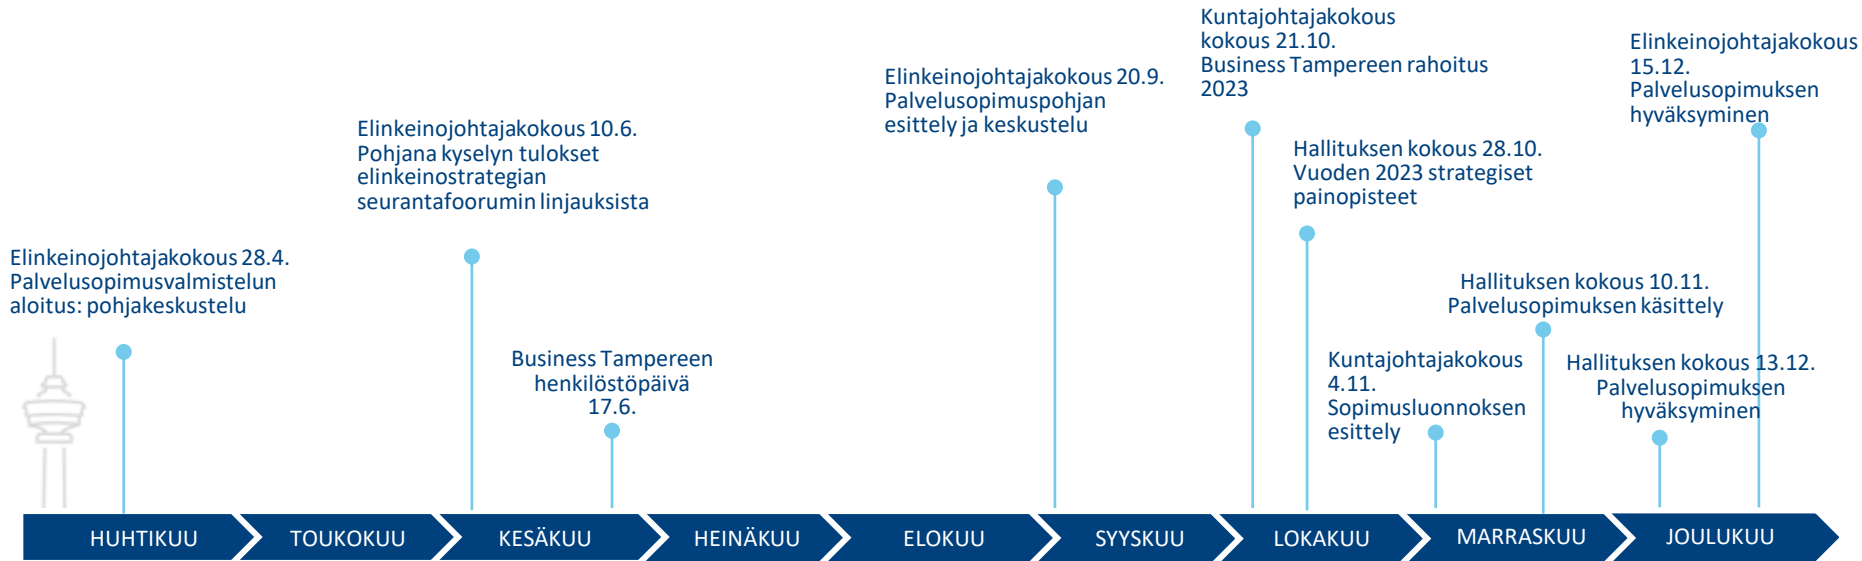 Elinkeinojohtajakokous 28.4.
Palvelusopimusvalmistelun
aloitus: pohjakeskustelu
Elinkeinojohtajakokous 10.6.
Pohjana kyselyn tulokset
elinkeinostrategian
seurantafoorumin linjauksista
Business Tampereen
henkilöstöpäivä
17.6.
Elinkeinojohtajakokous 20.9.
Palvelusopimuspohjan
esittely ja keskustelu
Kuntajohtajakokous
kokous 21.10.
Business Tampereen rahoitus
2023
Hallituksen kokous 28.10.
Vuoden 2023 strategiset
painopisteet
Kuntajohtajakokous
4.11.
Sopimusluonnoksen
esittely
Hallituksen kokous 10.11.
Palvelusopimuksen käsittely
Hallituksen kokous 13.12.
Palvelusopimuksen
hyväksyminen
Elinkeinojohtajakokous
15.12.
Palvelusopimuksen
hyväksyminen
HUHTIKUU
TOUKOKUU
KESÄKUU
HEINÄKUU
ELOKUU
SYYSKUU
LOKAKUU
MARRASKUU
JOULUKUU